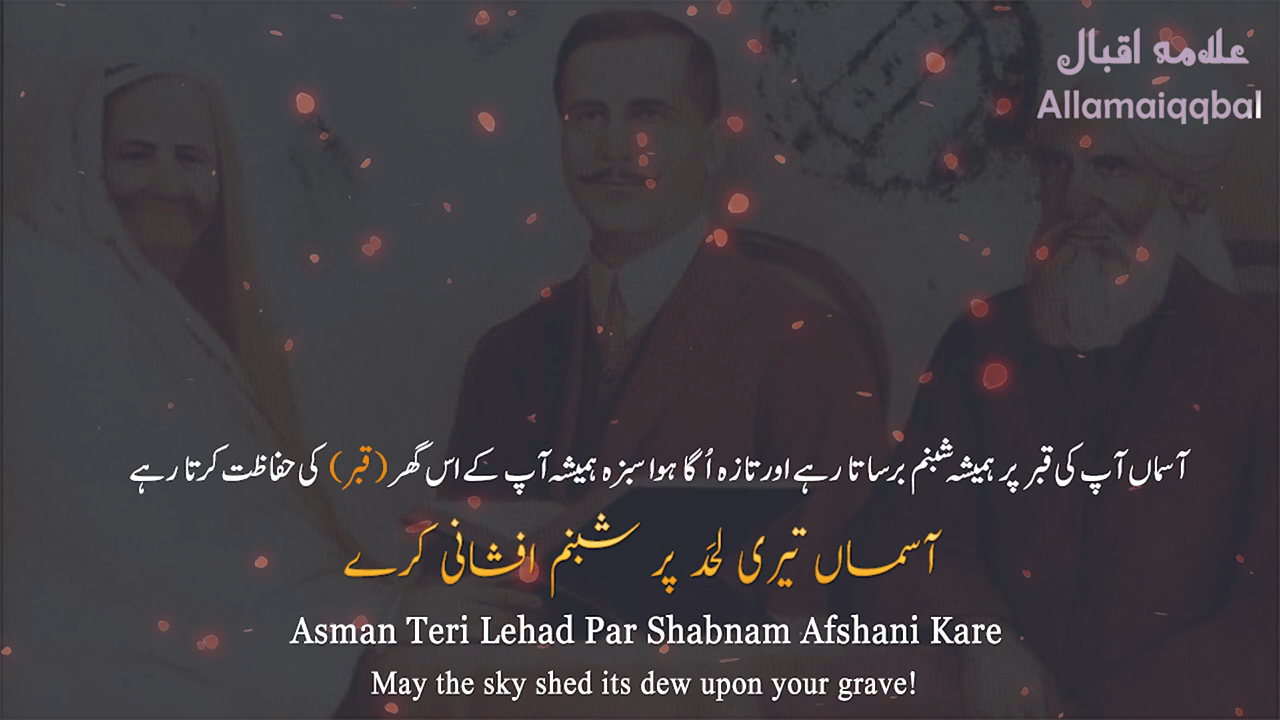 علامہ اقبال
Allamaiqqbal
آسماں آپ کی قبر پر ہمیشہ شبنم برساتا رہے اور تازہ اُگا ہوا سبزہ ہمیشہ آپ کے اس گھر (قبر) کی حفاظت کرتا رہے
آسماں تیری لحَد پر شبنم افشانی کرے
Asman Teri Lehad Par Shabnam Afshani Kare
May the sky shed its dew upon your grave!